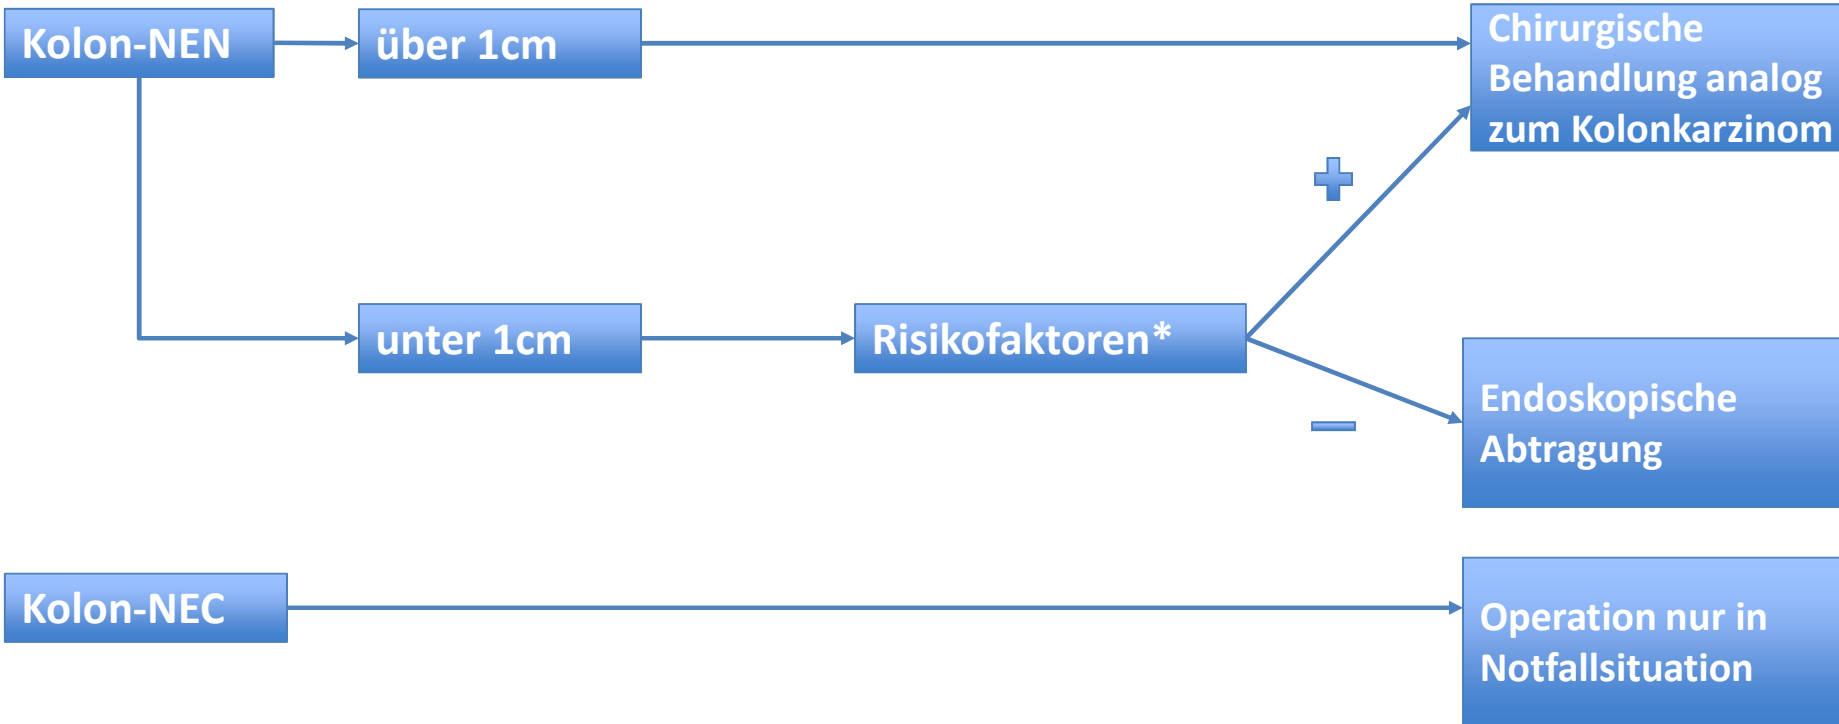 Kolon-NEN
über 1cm
Chirurgische
Behandlung analog
zum Kolonkarzinom
unter 1cm
Risikofaktoren*
Endoskopische
Abtragung
Kolon-NEC
Operation nur in
Notfallsituation